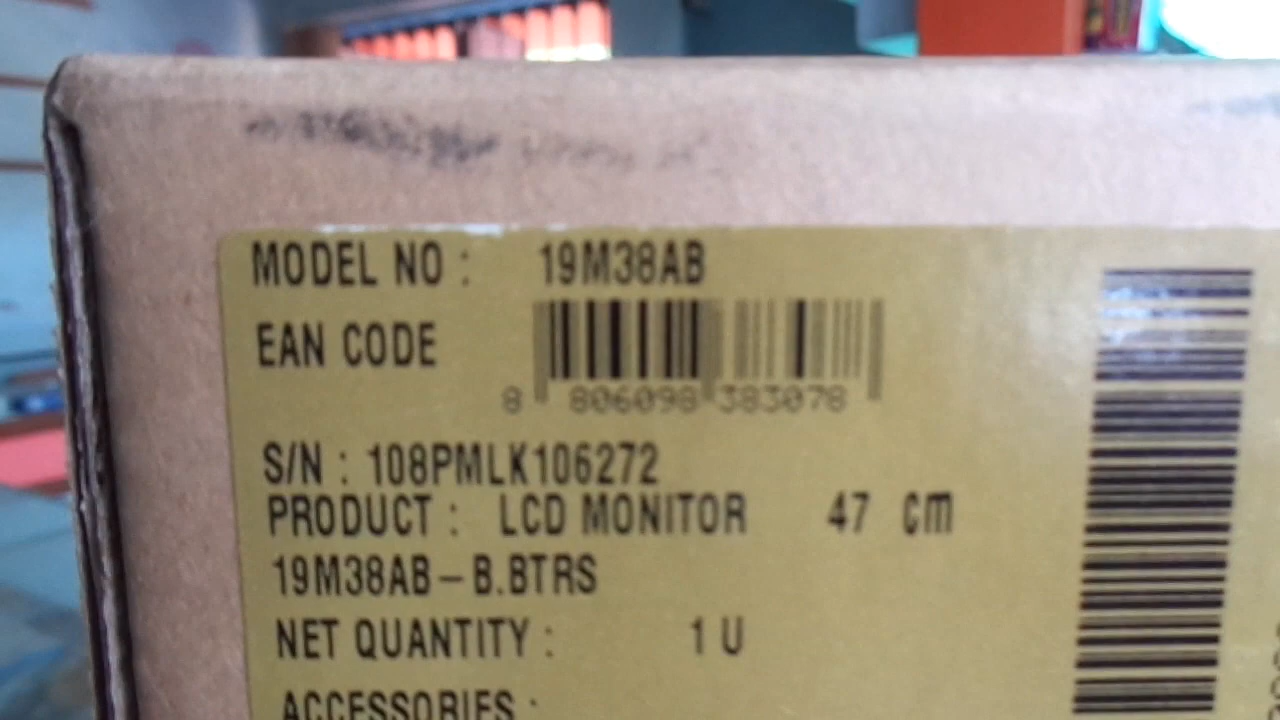 MODEL NO : 19M38AB
EAN CODE
8 806098 383078
S/N : 108PMLK106272
PRODUCT : LCD MONITOR 47 cm
19M38AB-B.BTRS
NET QUANTITY : 1 U
ACCESSORIES :